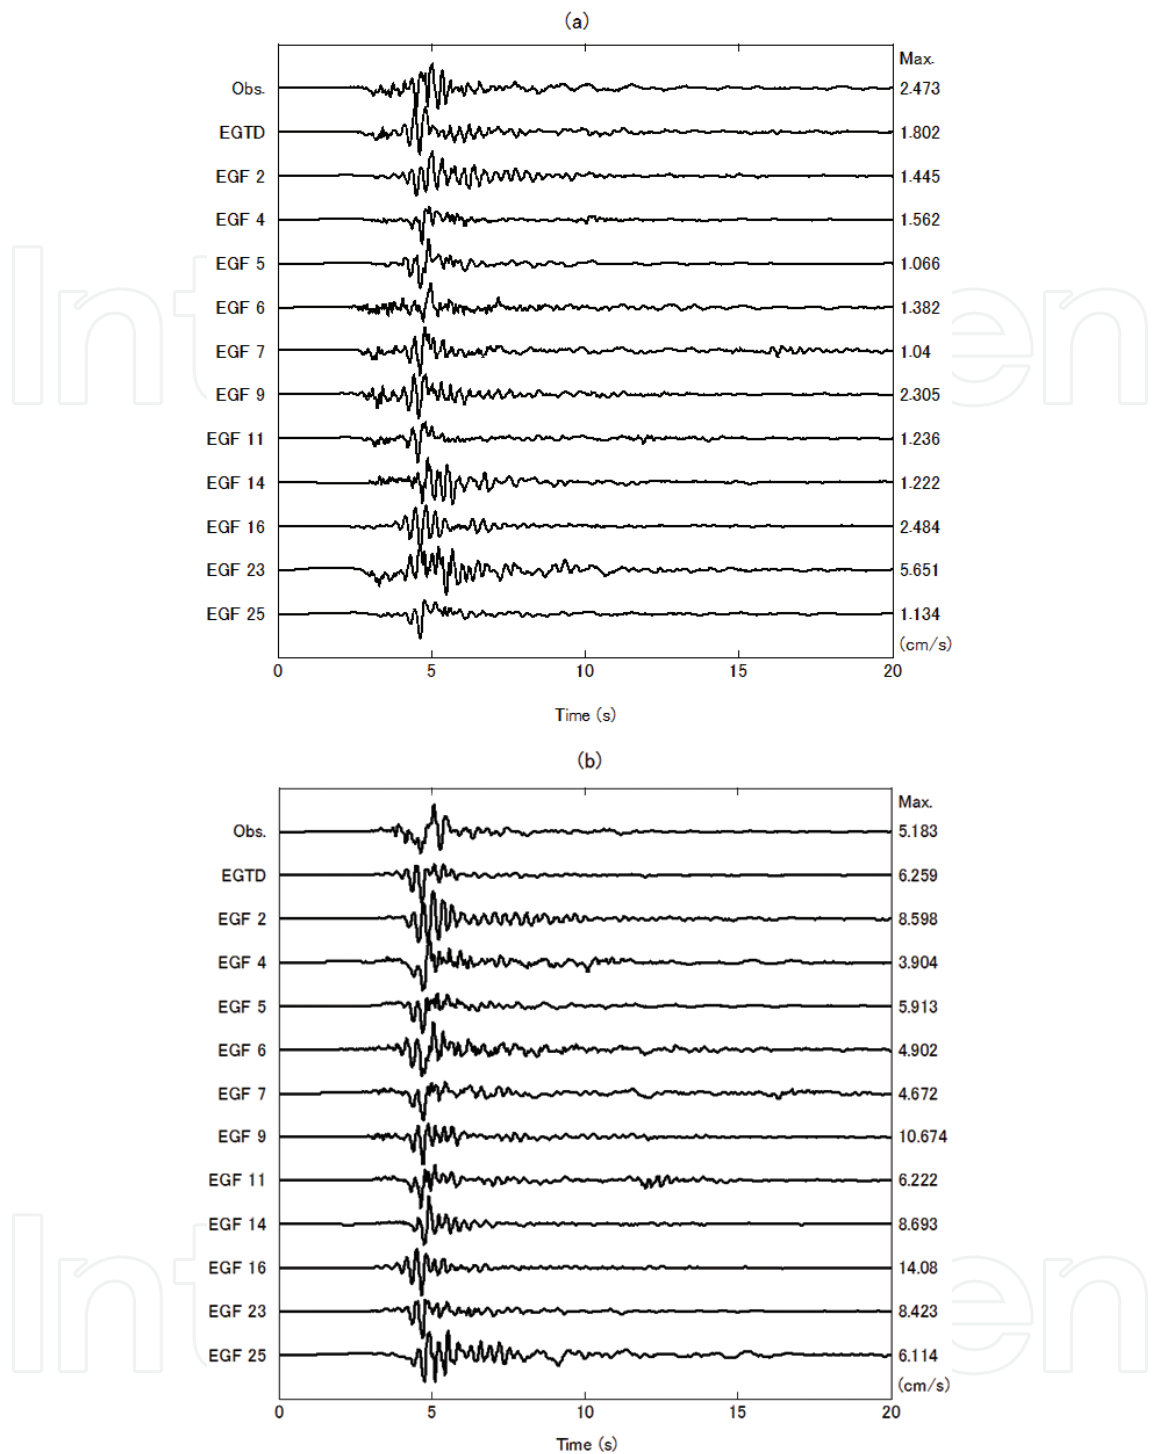 (a)
Max.
Obs. 2.473
EGTD 1.802
EGF 2 1.445
EGF 4 1.562
EGF 5 1.066
EGF 6 1.382
EGF 7 1.04
EGF 9 2.305
EGF 11 1.236
EGF 14 1.222
EGF 16 2.484
EGF 23 5.651
EGF 25 1.134
(cm/s)
0 5 10 15 20
Time (s)
(b)
Max.
Obs. 5.183
EGTD 6.259
EGF 2 8.598
EGF 4 3.904
EGF 5 5.913
EGF 6 4.902
EGF 7 4.672
EGF 9 10.674
EGF 11 6.222
EGF 14 8.693
EGF 16 14.08
EGF 23 8.423
EGF 25 6.114
(cm/s)
0 5 10 15 20
Time (s)